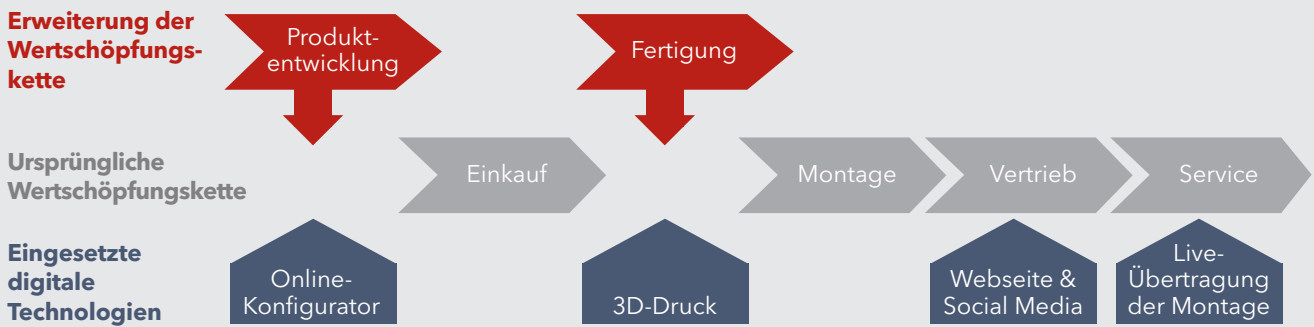 Erweiterung der
Wertschöpfungs-
kette
Produkt-
entwicklung
Fertigung
Ursprüngliche
Wertschöpfungskette
Einkauf
Montage
Vertrieb
Service
Eingesetzte
digitale
Technologien
Online-
Konfigurator
3D-Druck
Webseite &
Social Media
Live-
Übertragung
der Montage